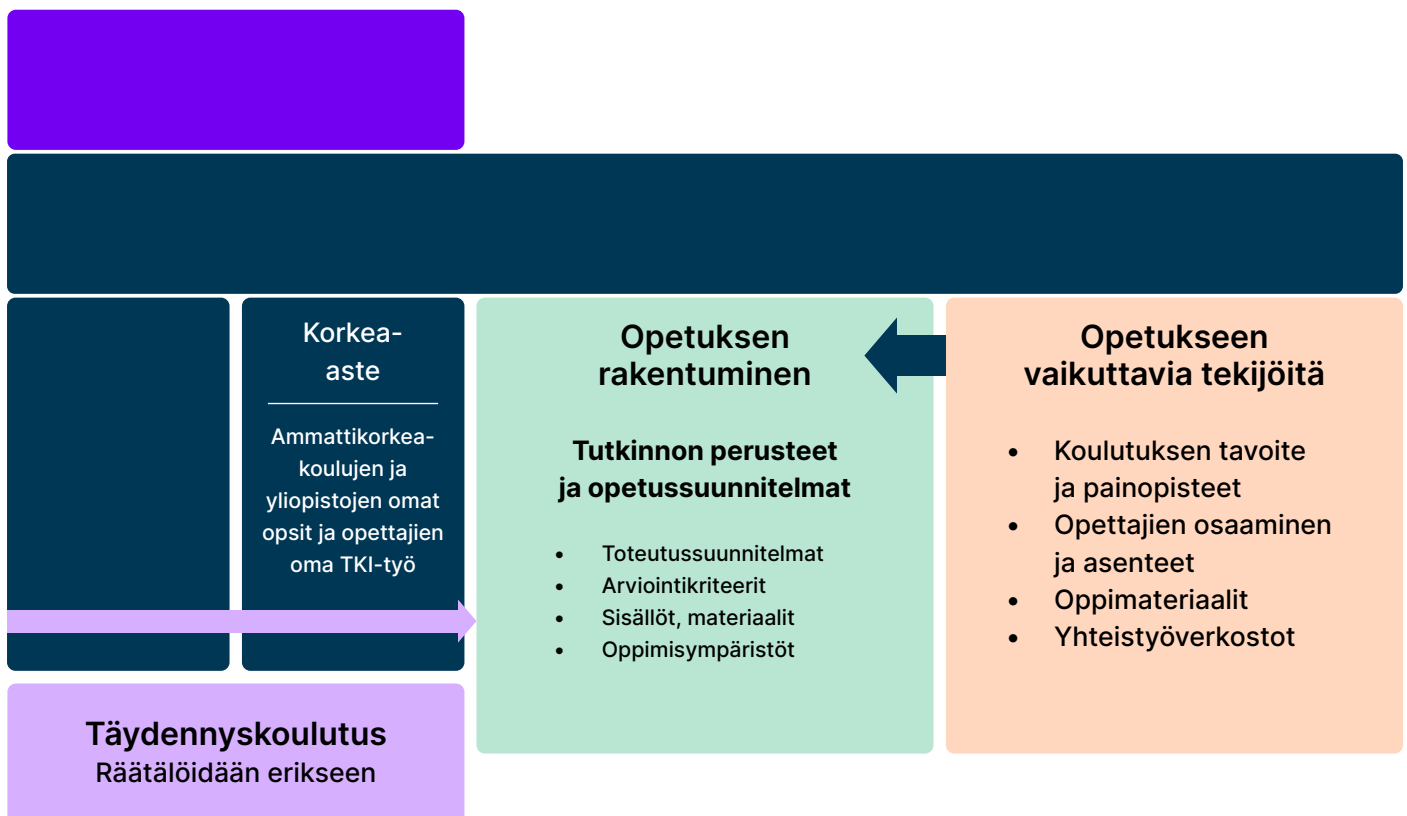 Korkea-
aste
Ammattikorkea-
koulujen ja
yliopistojen omat
opsit ja opettajien
oma TKI-työ
Opetuksen
rakentuminen
Tutkinnon perusteet
ja opetussuunnitelmat
• Toteutussuunnitelmat
• Arviointikriteerit
• Sisällöt, materiaalit
• Oppimisympäristöt
Opetukseen
vaikuttavia tekijöitä
• Koulutuksen tavoite
ja painopisteet
• Opettajien osaaminen
ja asenteet
• Oppimateriaalit
• Yhteistyöverkostot
Täydennyskoulutus
Räätälöidään erikseen